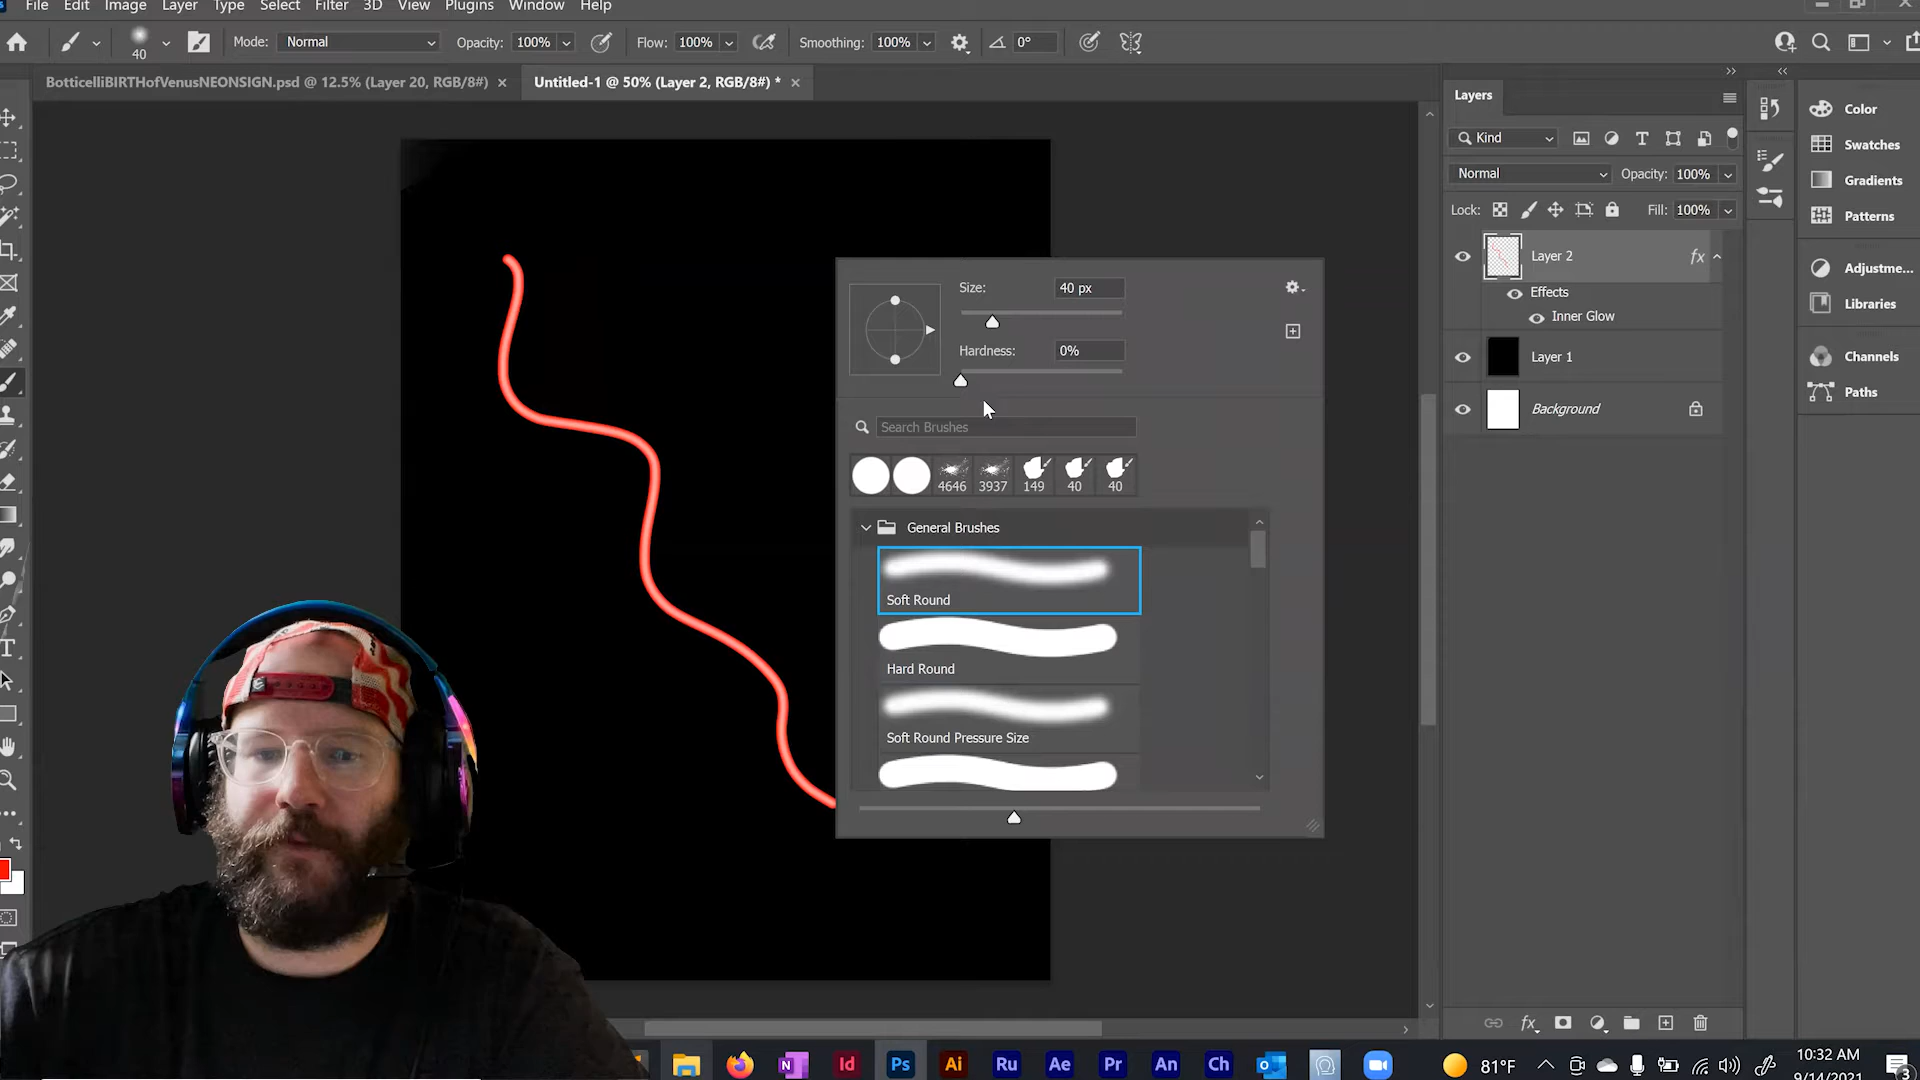 File Edit Image Layer Type Select Filter 3D View Plugins Window Help
40 Mode: Normal Opacity: 100% Flow: 100% Smoothing: 100% 0°
BotticelliBIRTHofVenusNEONSIGN.psd @ 12.5% (Layer 20, RGB/8#) × Untitled-1 @ 50% (Layer 2, RGB/8#) * ×
Layers
Kind
Normal Opacity: 100%
Lock: Fill: 100%
Layer 2 fx
Effects
Inner Glow
Layer 1
Background
Color
Swatches
Gradients
Patterns
Adjustme...
Libraries
Channels
Paths
Size: 40 px
Hardness: 0%
Search Brushes
4646 3937 149 40 40
General Brushes
Soft Round
Hard Round
Soft Round Pressure Size
fx
Id Ps Ai Ru Ae Pr An Ch
81°F
10:32 AM
9/14/2021
3